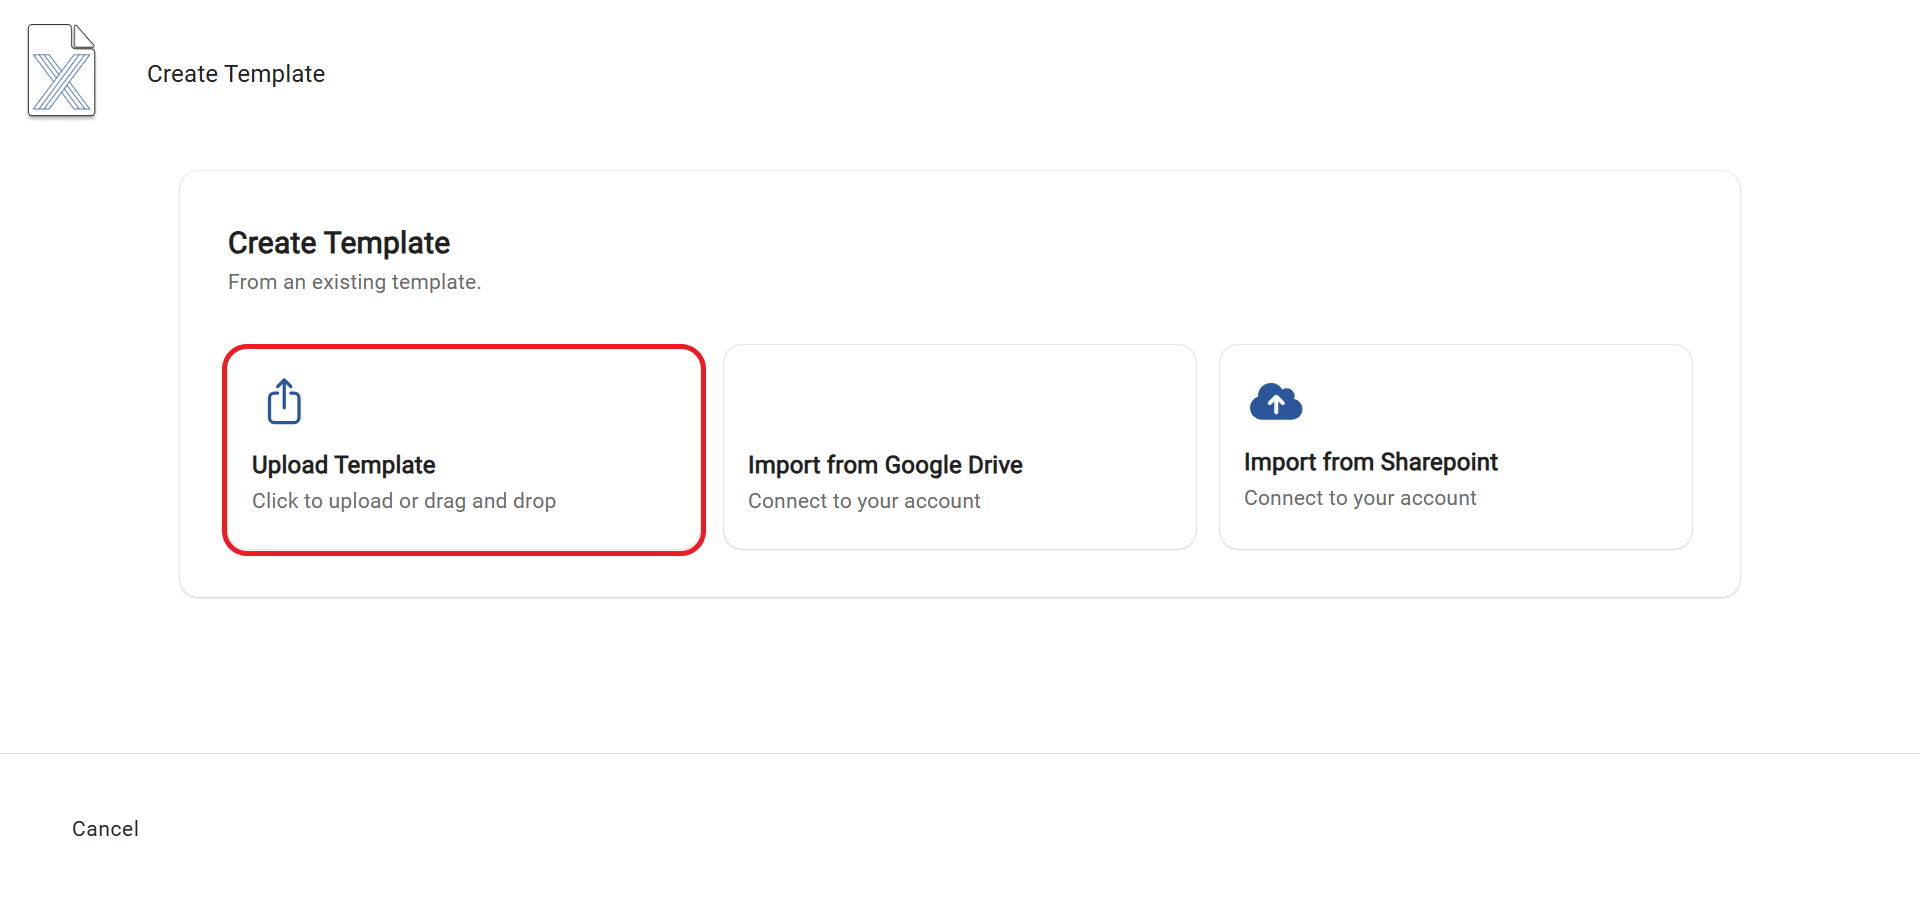 Create Template
Create Template
From an existing template.
Upload Template
Click to upload or drag and drop
Import from Google Drive
Connect to your account
Import from Sharepoint
Connect to your account
Cancel